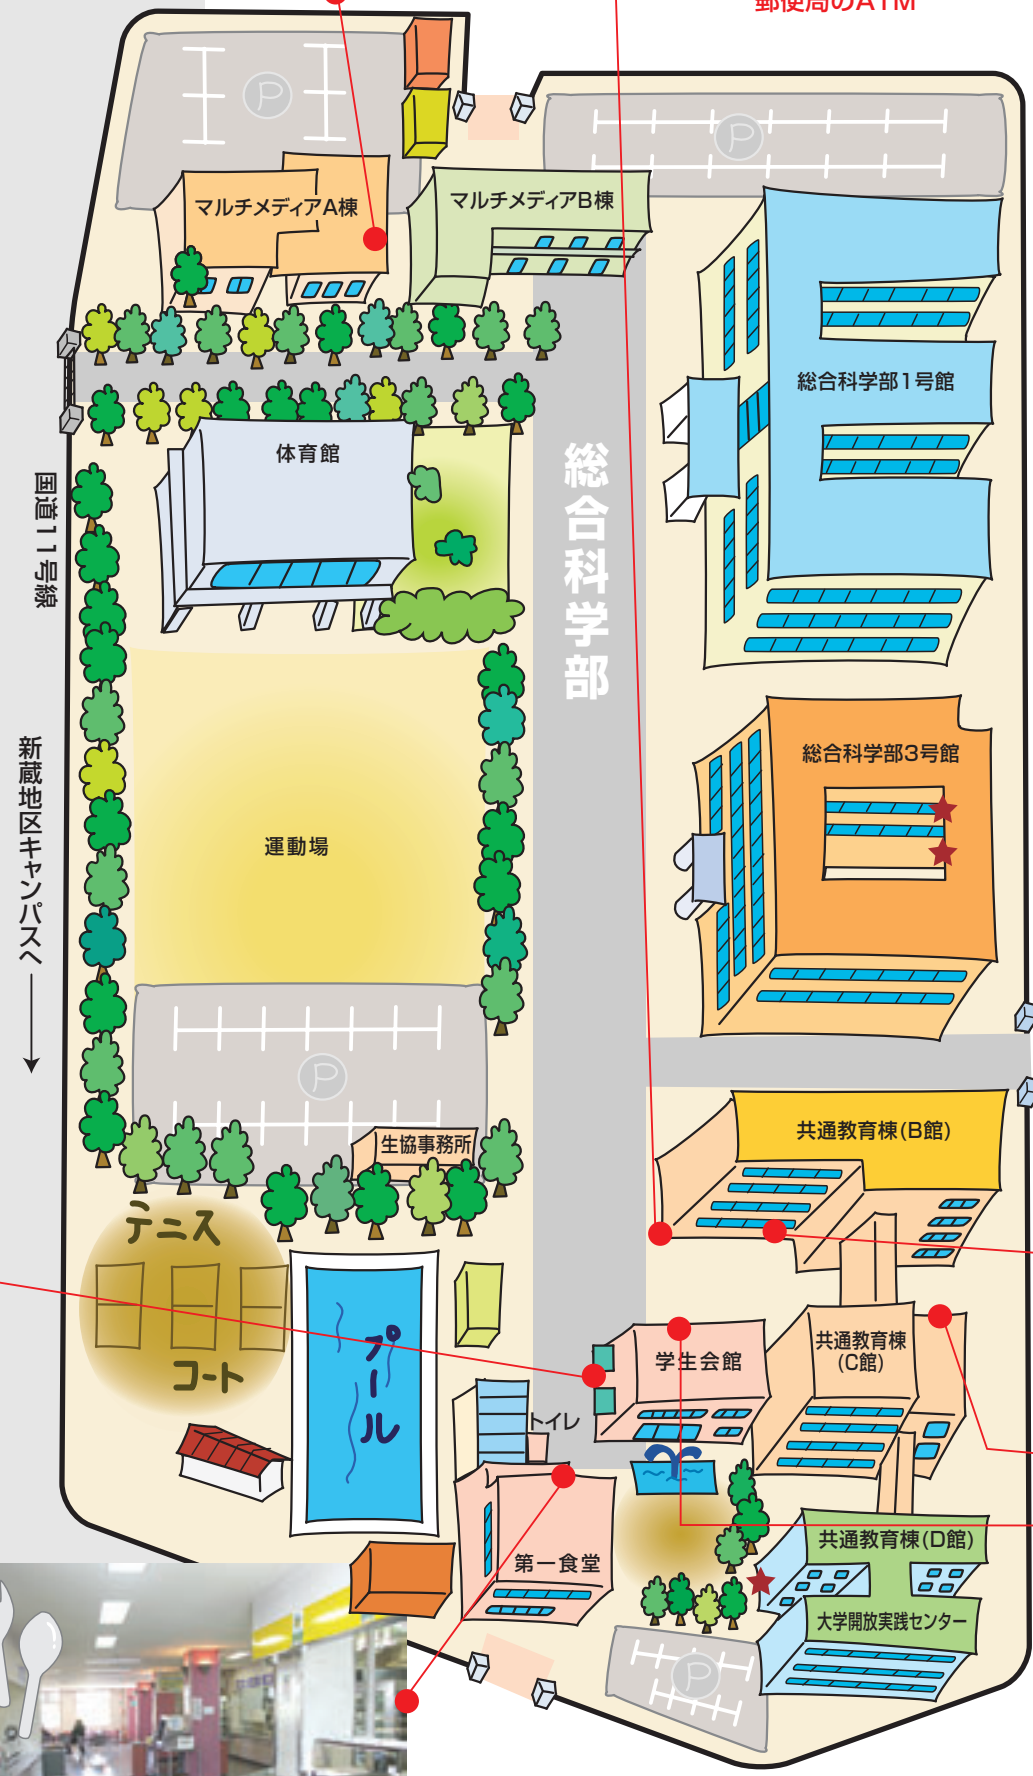 郵便局のATM
P
P
マルチメディアA棟
マルチメディアB棟
総合科学部1号館
体育館
国道11号線
総合科学部
総合科学部3号館
新蔵地区キャンパスへ
運動場
P
共通教育棟(B館)
生協事務所
テニス
コート
プール
学生会館
共通教育棟
(C館)
トイレ
第一食堂
共通教育棟(D館)
大学開放実践センター
P